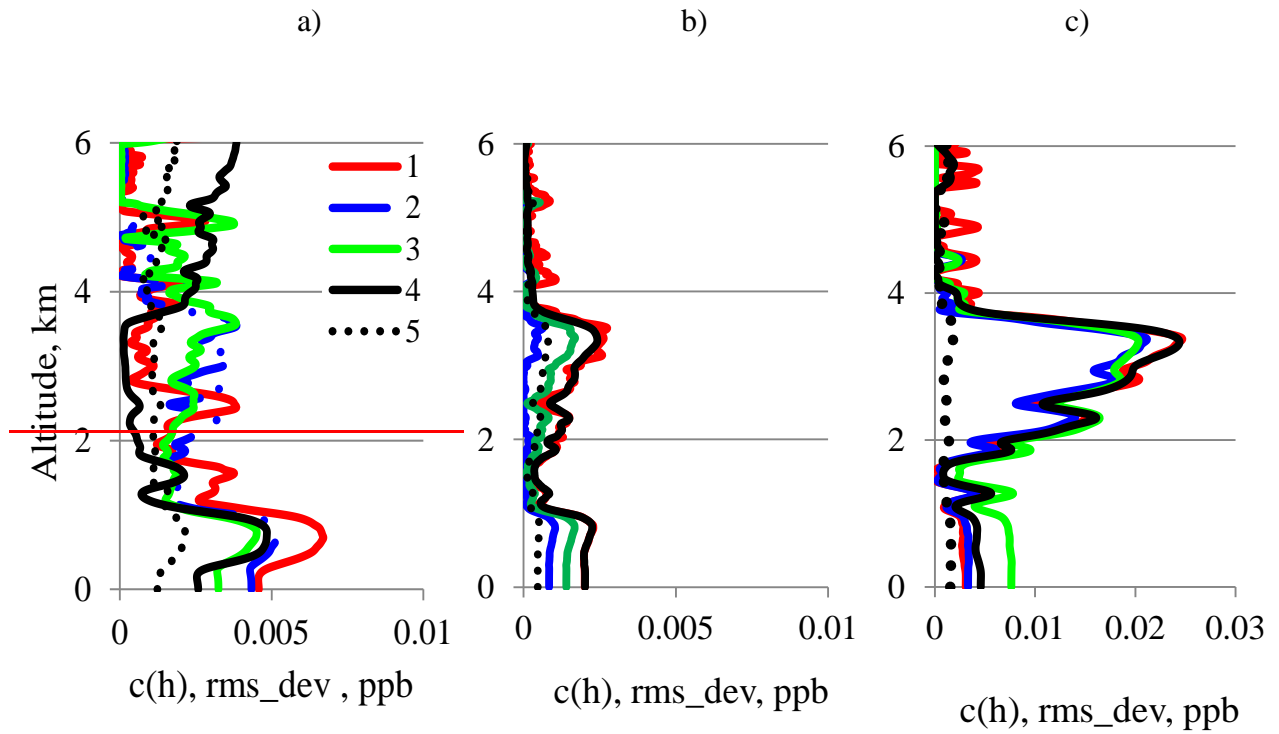 a) b) c)
6 6 6
1
2
3
4
5
4 4 4
Altitude, km
2 2 2
0 0 0
0 0.005 0.01 0 0.005 0.01 0 0.01 0.02 0.03
c(h), rms_dev , ppb c(h), rms_dev, ppb c(h), rms_dev, ppb